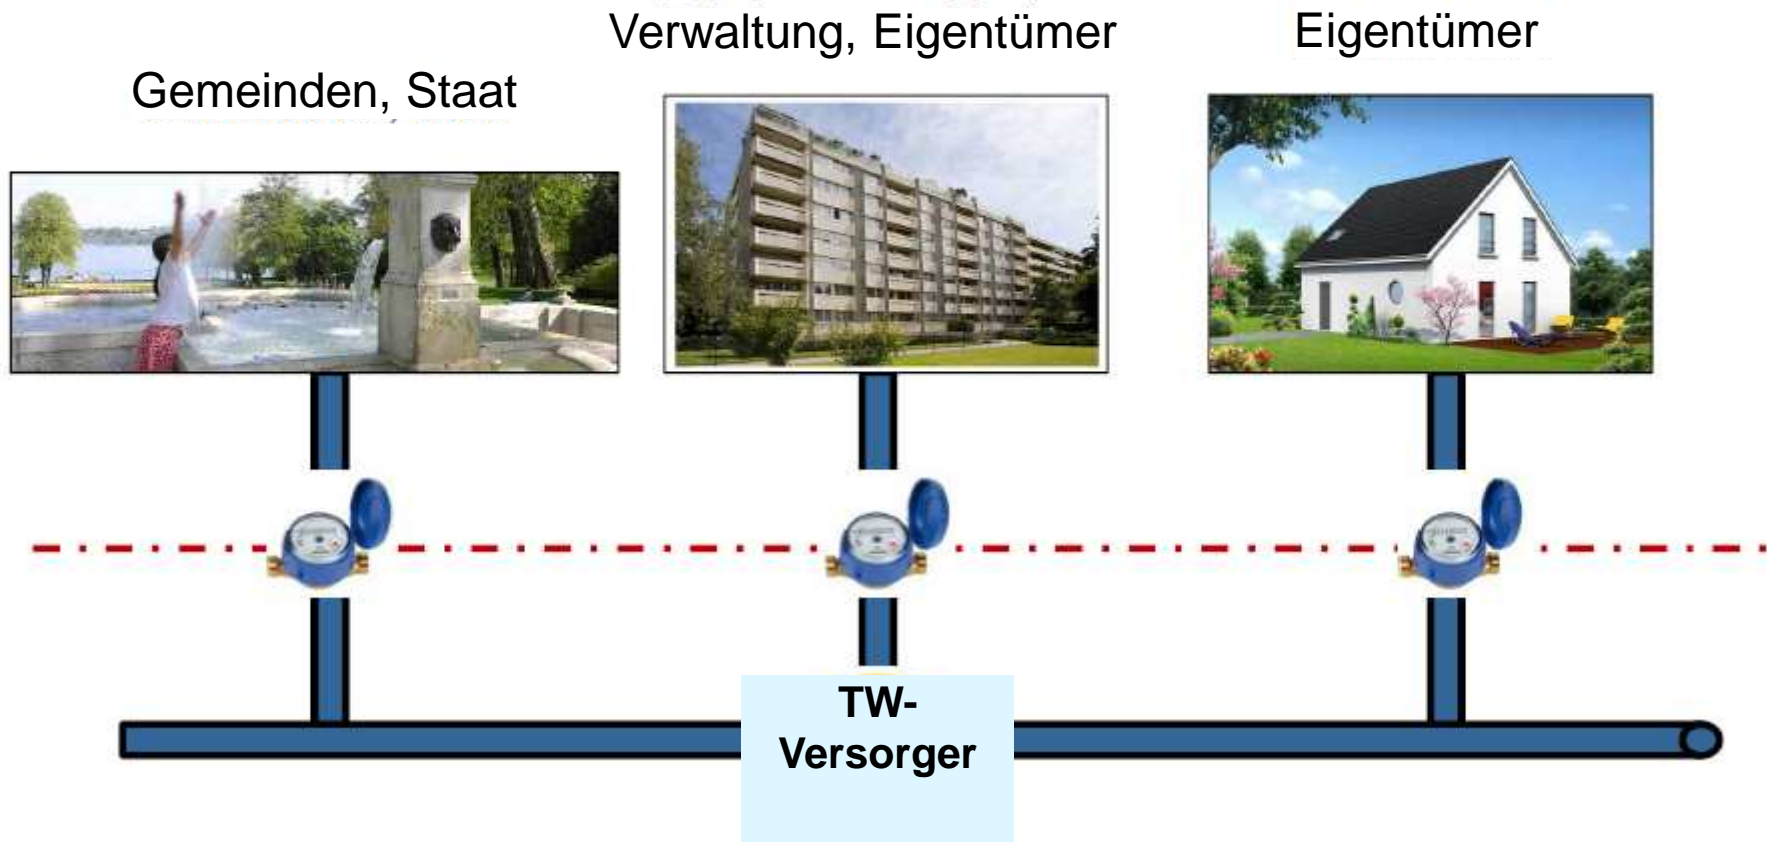 Verwaltung, Eigentümer
Eigentümer
Gemeinden, Staat
TW-
Versorger